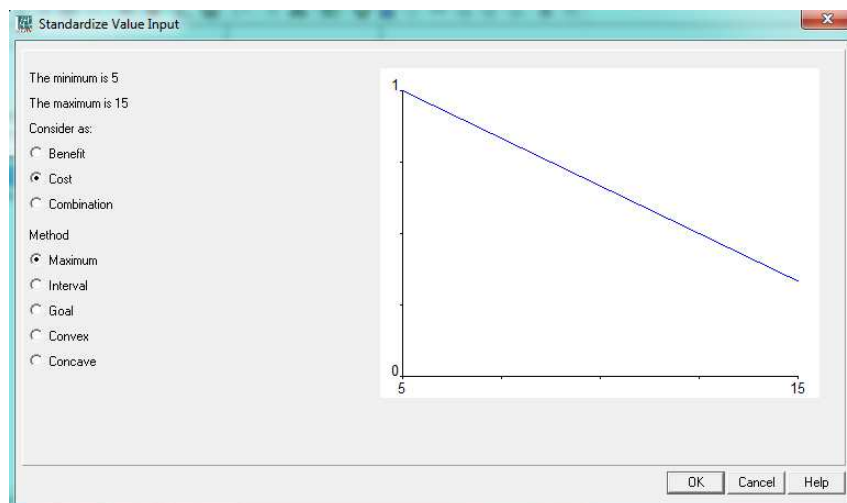 Standardize Value Input
The minimum is 5
The maximum is 15
Consider as:
Benefit
Cost
Combination
Method
Maximum
Interval
Goal
Convex
Concave
1
0
5
15
OK
Cancel
Help